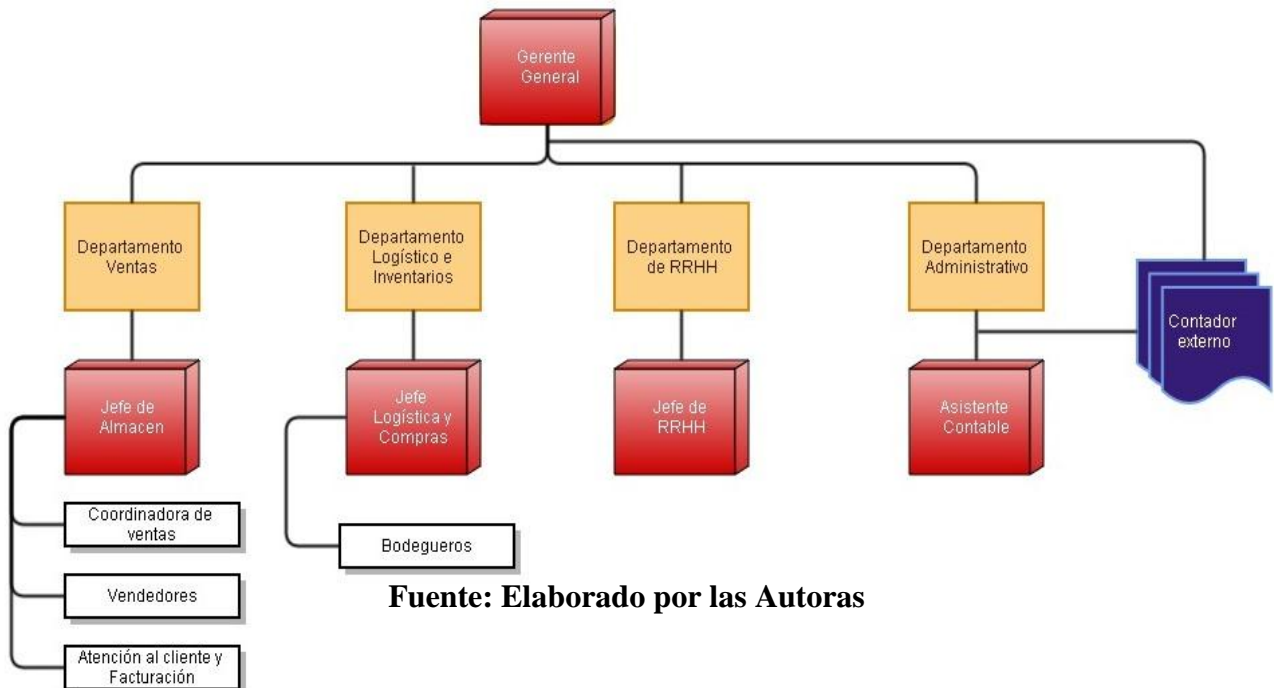 Gerente
General
Departamento
Ventas
Departamento
Logístico e
Inventarios
Departamento
de RRHH
Departamento
Administrativo
Contador
externo
Jefe de
Almacen
Jefe
Logística y
Compras
Jefe de
RRHH
Asistente
Contable
Coordinadora de
ventas
Bodegueros
Vendedores
Fuente: Elaborado por las Autoras
Atención al cliente y
Facturación